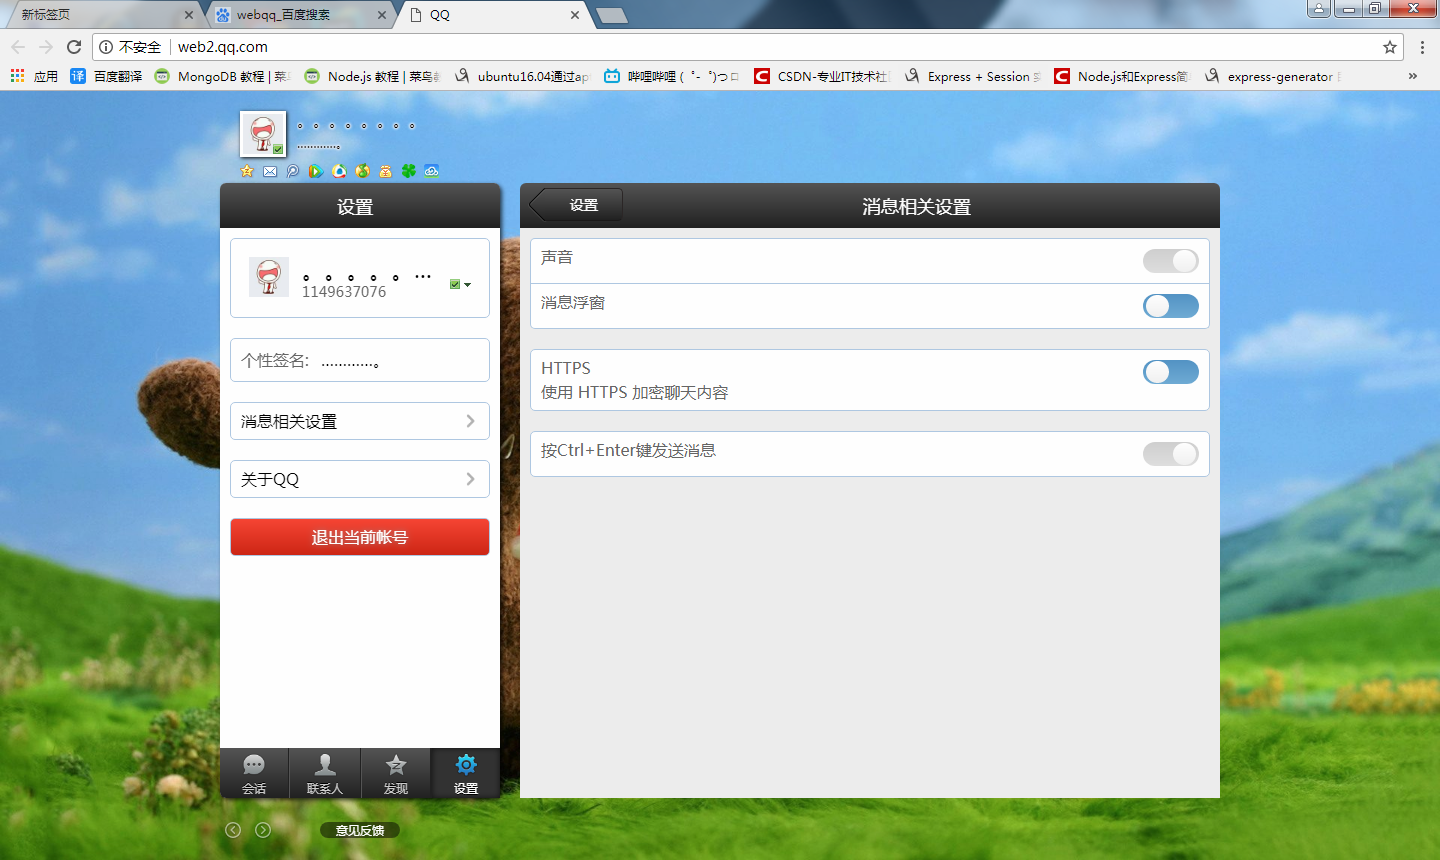 新标签页
webqq_百度搜索
QQ
不安全 web2.qq.com
应用 百度翻译 MongoDB 教程 | 菜鸟 Node.js 教程 | 菜鸟教 ubuntu16.04通过ap 哔哩哔哩 ( ゜- ゜)つロ CSDN-专业IT技术社区 Express + Session 实 Node.js和Express简 express-generator
。。。。。。。。
............。
设置
。。。。。...
1149637076
个性签名: ............。
消息相关设置
关于QQ
退出当前帐号
会话 联系人 发现 设置
意见反馈
设置 消息相关设置
声音
消息浮窗
HTTPS
使用 HTTPS 加密聊天内容
按Ctrl+Enter键发送消息